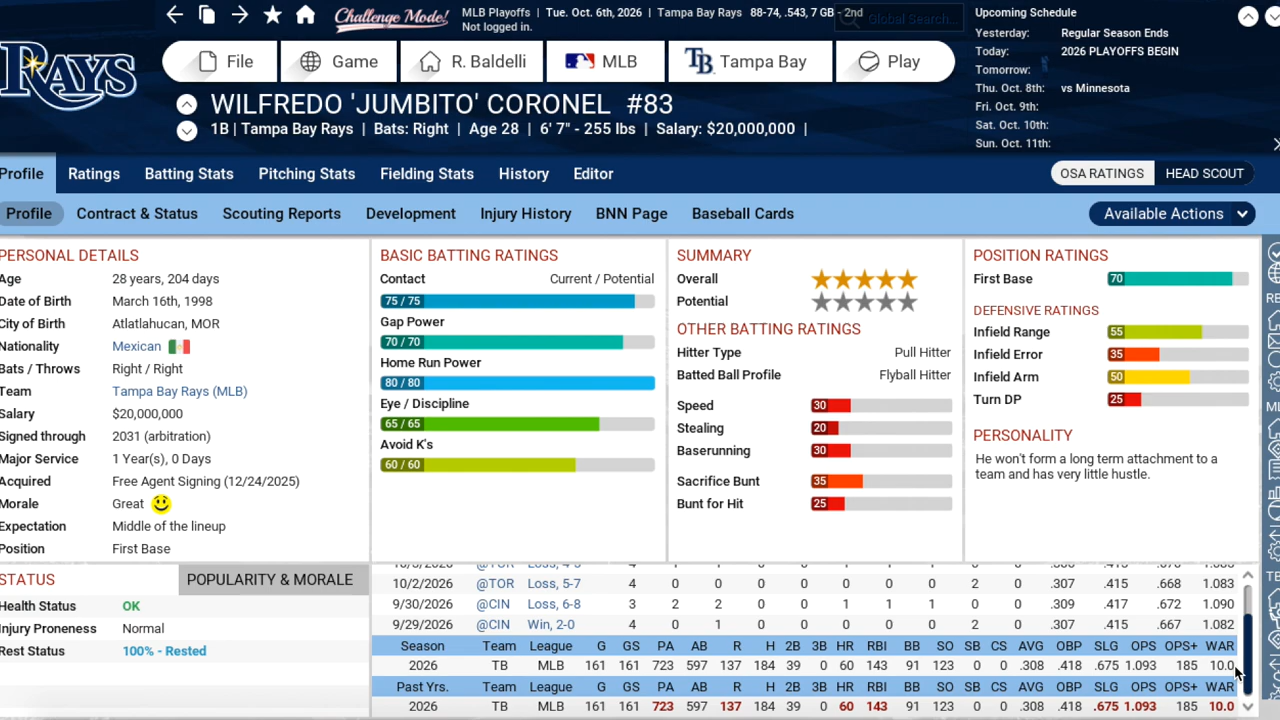 Challenge Mode!
MLB Playoffs | Tue. Oct. 6th, 2026 | Tampa Bay Rays 88-74, .543, 7 GB - 2nd
Not logged in.
Global Search...
Upcoming Schedule
Yesterday: Regular Season Ends
Today: 2026 PLAYOFFS BEGIN
Tomorrow:
Thu. Oct. 8th: vs Minnesota
Fri. Oct. 9th:
Sat. Oct. 10th:
Sun. Oct. 11th:
RAYS
File
Game
R. Baldelli
MLB
TB Tampa Bay
Play
WILFREDO 'JUMBITO' CORONEL #83
1B | Tampa Bay Rays | Bats: Right | Age 28 | 6' 7" - 255 lbs | Salary: $20,000,000 |
Profile Ratings Batting Stats Pitching Stats Fielding Stats History Editor
OSA RATINGS HEAD SCOUT
Profile Contract & Status Scouting Reports Development Injury History BNN Page Baseball Cards
Available Actions
PERSONAL DETAILS
Age 28 years, 204 days
Date of Birth March 16th, 1998
City of Birth Atlatlahucan, MOR
Nationality Mexican
Bats / Throws Right / Right
Team Tampa Bay Rays (MLB)
Salary $20,000,000
Signed through 2031 (arbitration)
Major Service 1 Year(s), 0 Days
Acquired Free Agent Signing (12/24/2025)
Morale Great
Expectation Middle of the lineup
Position First Base
BASIC BATTING RATINGS
Contact Current / Potential
75 / 75
Gap Power
70 / 70
Home Run Power
80 / 80
Eye / Discipline
65 / 65
Avoid K's
60 / 60
SUMMARY
Overall
Potential
OTHER BATTING RATINGS
Hitter Type Pull Hitter
Batted Ball Profile Flyball Hitter
Speed 30
Stealing 20
Baserunning 30
Sacrifice Bunt 35
Bunt for Hit 25
POSITION RATINGS
First Base 70
DEFENSIVE RATINGS
Infield Range 55
Infield Error 35
Infield Arm 50
Turn DP 25
PERSONALITY
He won't form a long term attachment to a
team and has very little hustle.
STATUS POPULARITY & MORALE
Health Status OK
Injury Proneness Normal
Rest Status 100% - Rested
10/2/2026 @TOR Loss, 5-7 4 0 0 0 0 0 0 0 2 0 0 .307 .415 .668 1.083
9/30/2026 @CIN Loss, 6-8 3 2 2 0 0 1 1 1 0 0 0 .309 .417 .672 1.090
9/29/2026 @CIN Win, 2-0 4 0 1 0 0 0 0 0 2 0 0 .307 .415 .667 1.082
Season Team League G GS PA AB R H 2B 3B HR RBI BB SO SB CS AVG OBP SLG OPS OPS+ WAR
2026 TB MLB 161 161 723 597 137 184 39 0 60 143 91 123 0 0 .308 .418 .675 1.093 185 10.0
Past Yrs. Team League G GS PA AB R H 2B 3B HR RBI BB SO SB CS AVG OBP SLG OPS OPS+ WAR
2026 TB MLB 161 161 723 597 137 184 39 0 60 143 91 123 0 0 .308 .418 .675 1.093 185 10.0